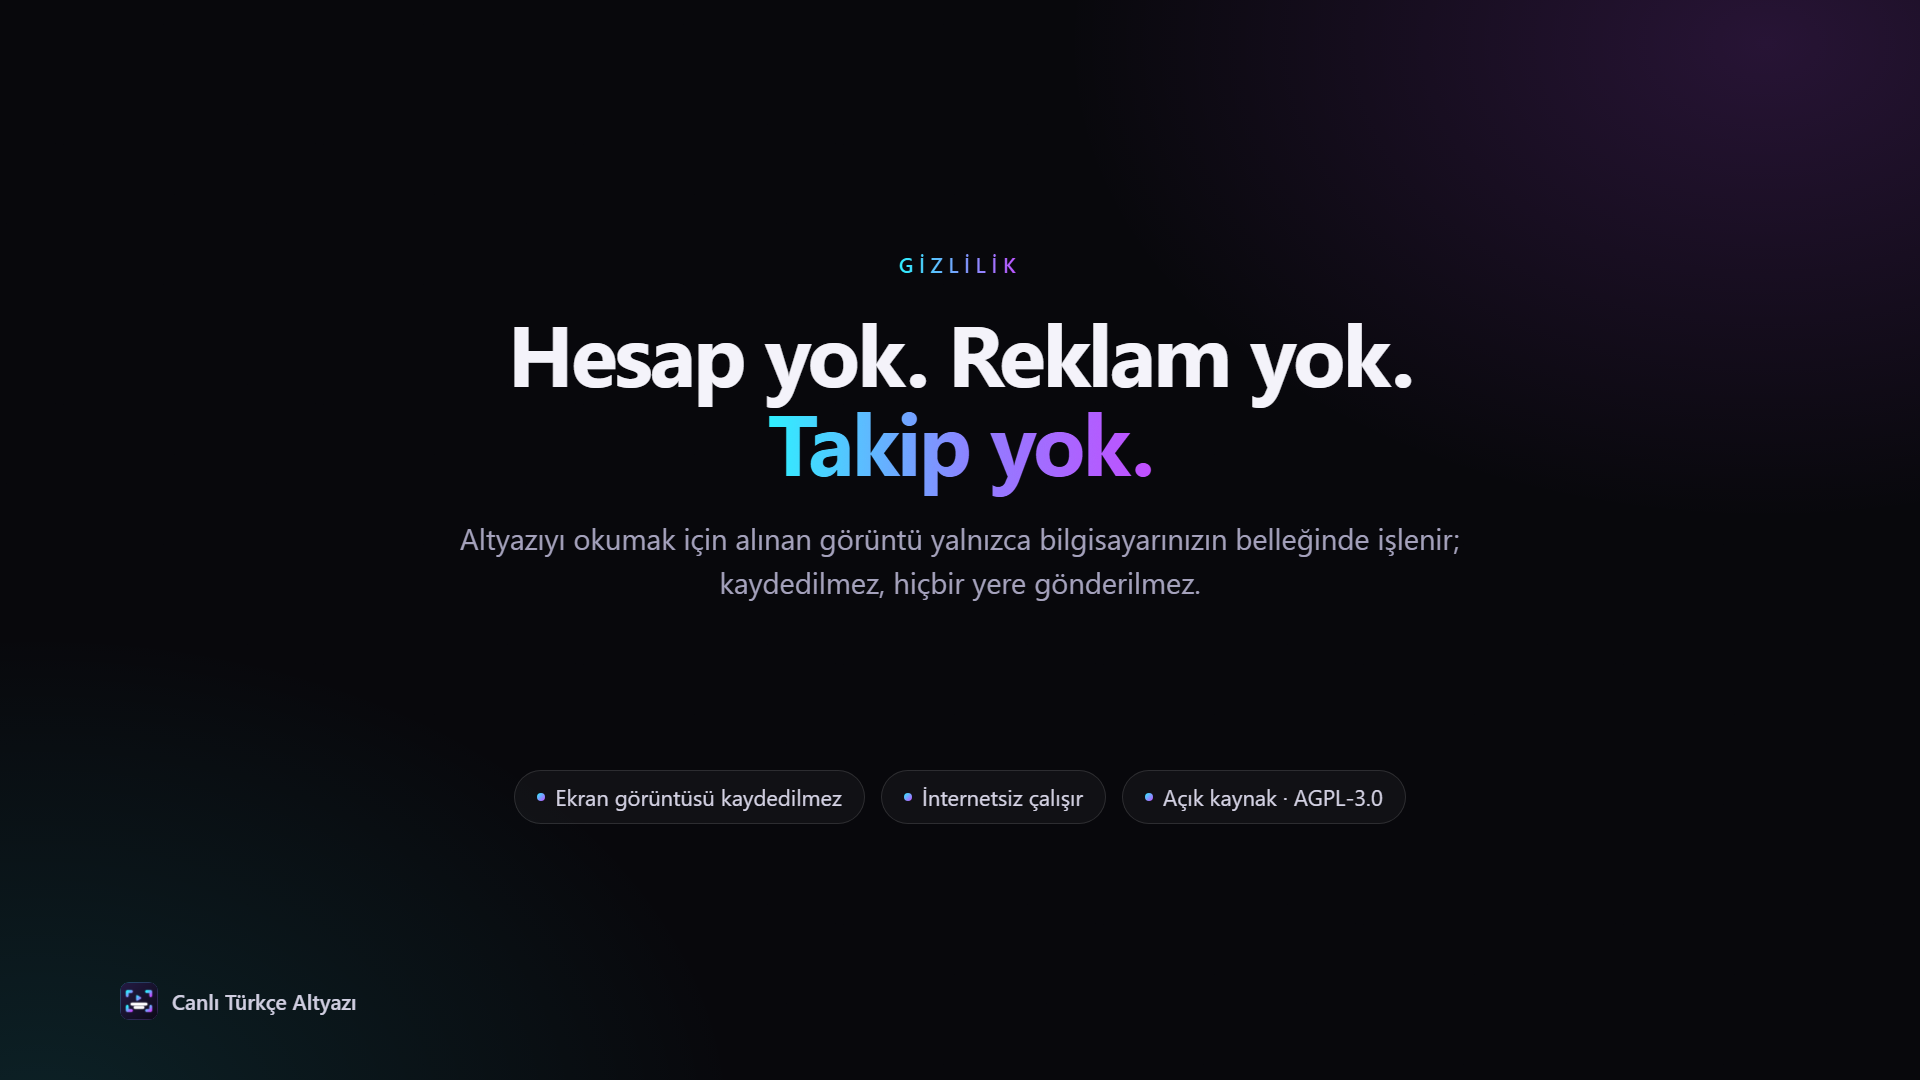 GİZLİLİK
Hesap yok. Reklam yok.
Takip yok.
Altyazıyı okumak için alınan görüntü yalnızca bilgisayarınızın belleğinde işlenir;
kaydedilmez, hiçbir yere gönderilmez.
Ekran görüntüsü kaydedilmez
İnternetsiz çalışır
Açık kaynak · AGPL-3.0
Canlı Türkçe Altyazı